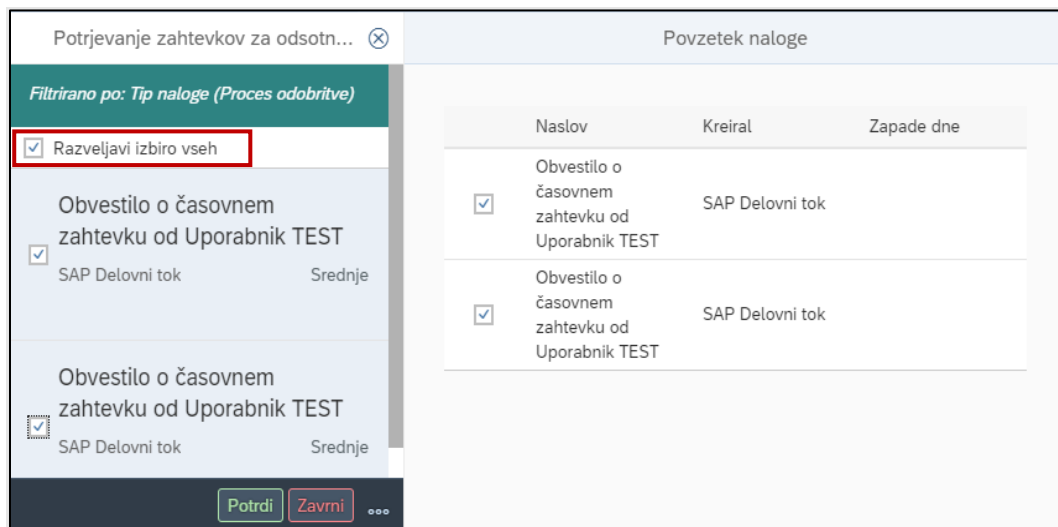 Potrjevanje zahtevkov za odsotn...
Povzetek naloge
Filtrirano po: Tip naloge (Proces odobritve)
Razveljavi izbiro vseh
Obvestilo o časovnem
zahtevku od Uporabnik TEST
SAP Delovni tok Srednje
Obvestilo o časovnem
zahtevku od Uporabnik TEST
SAP Delovni tok Srednje
Potrdi Zavrni
Naslov Kreiral Zapade dne
Obvestilo o
časovnem
zahtevku od
Uporabnik TEST
SAP Delovni tok
Obvestilo o
časovnem
zahtevku od
Uporabnik TEST
SAP Delovni tok